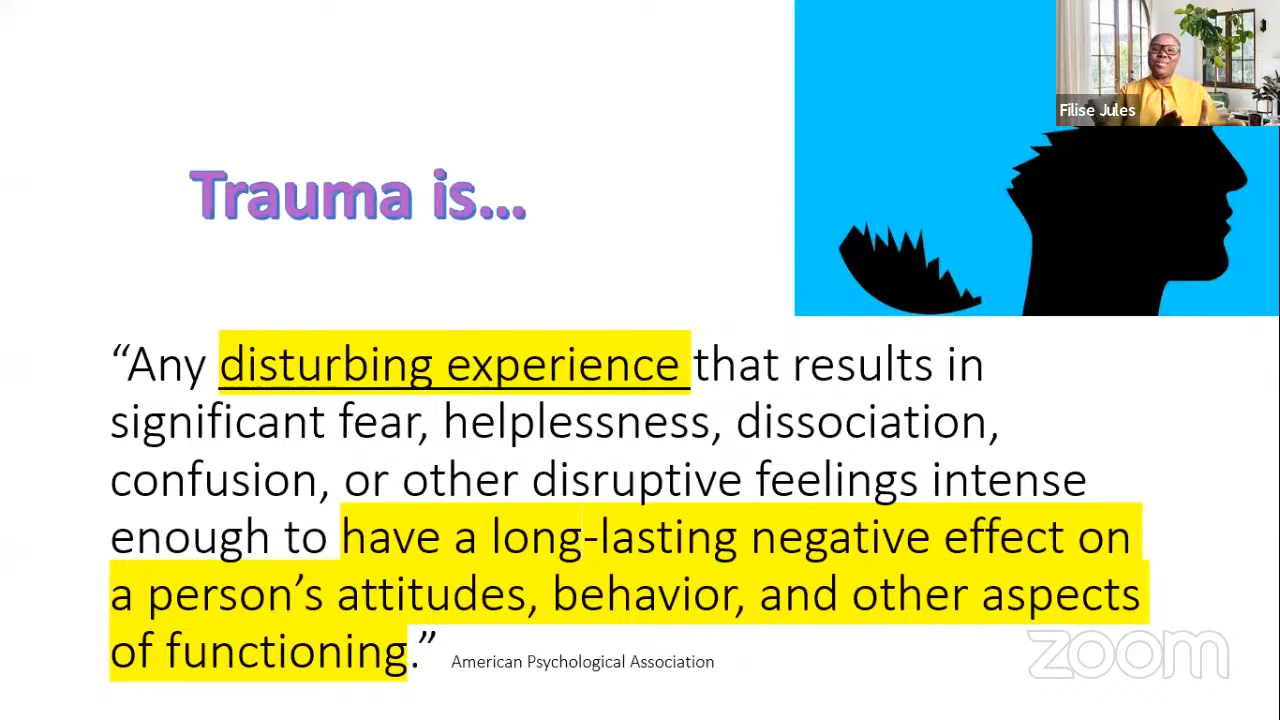 Filise Jules
Trauma is...
“Any disturbing experience that results in
significant fear, helplessness, dissociation,
confusion, or other disruptive feelings intense
enough to have a long-lasting negative effect on
a person’s attitudes, behavior, and other aspects
of functioning.” American Psychological Association
zoom